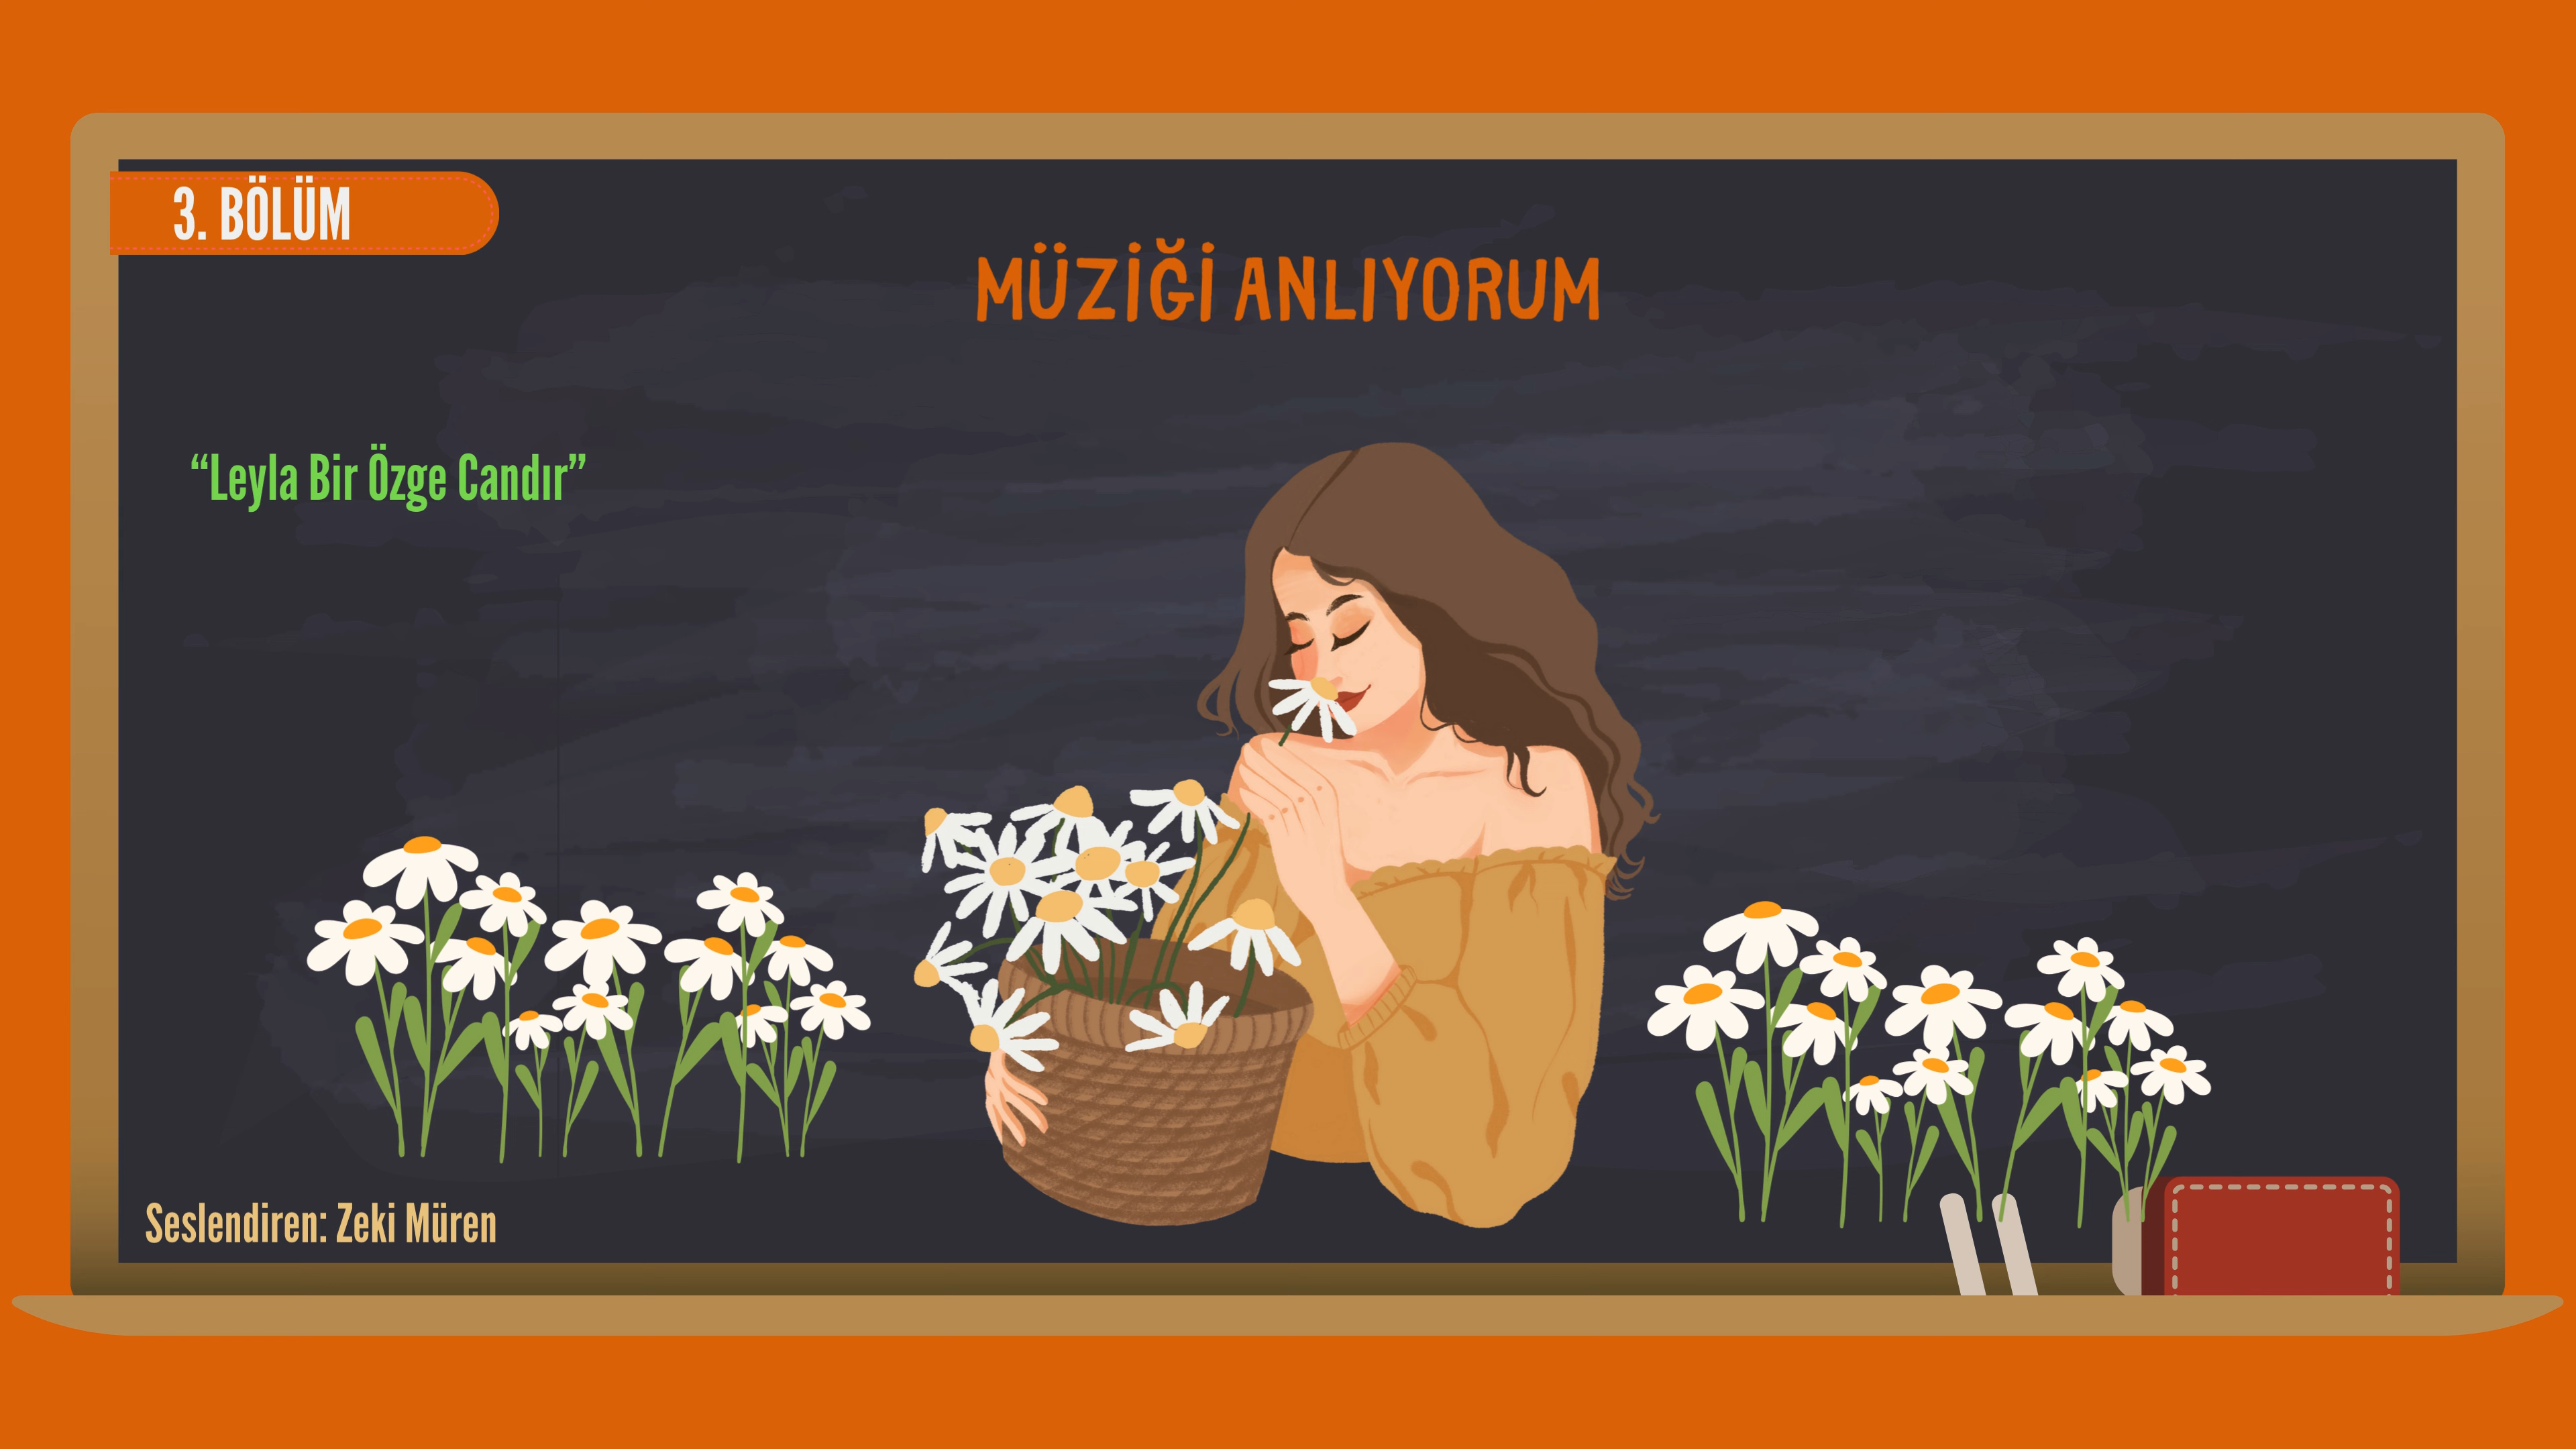 3. BÖLÜM
MÜZİĞİ ANLIYORUM
“Leyla Bir Özge Candır”
Seslendiren: Zeki Müren